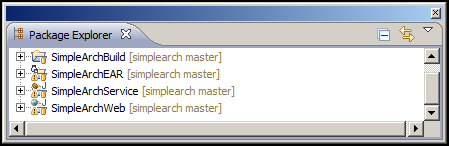 Package Explorer
SimpleArchBuild [simplearch master]
SimpleArchEAR [simplearch master]
SimpleArchService [simplearch master]
SimpleArchWeb [simplearch master]